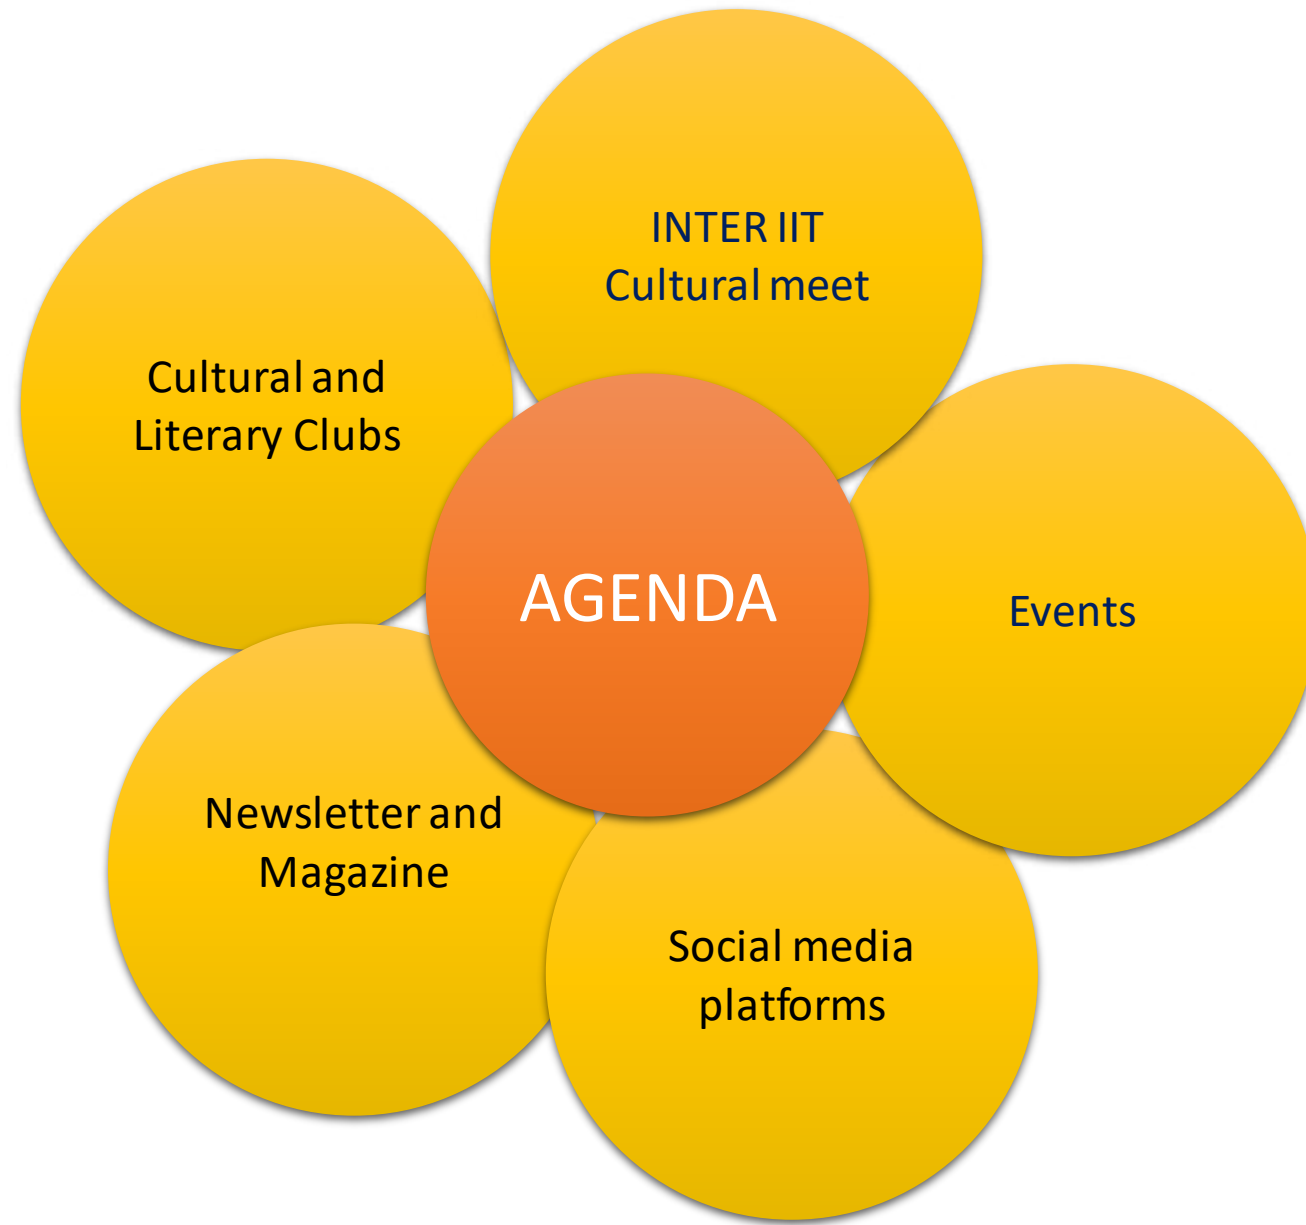 INTER IIT
Cultural meet
Cultural and
Literary Clubs
AGENDA
Events
Newsletter and
Magazine
Social media
platforms